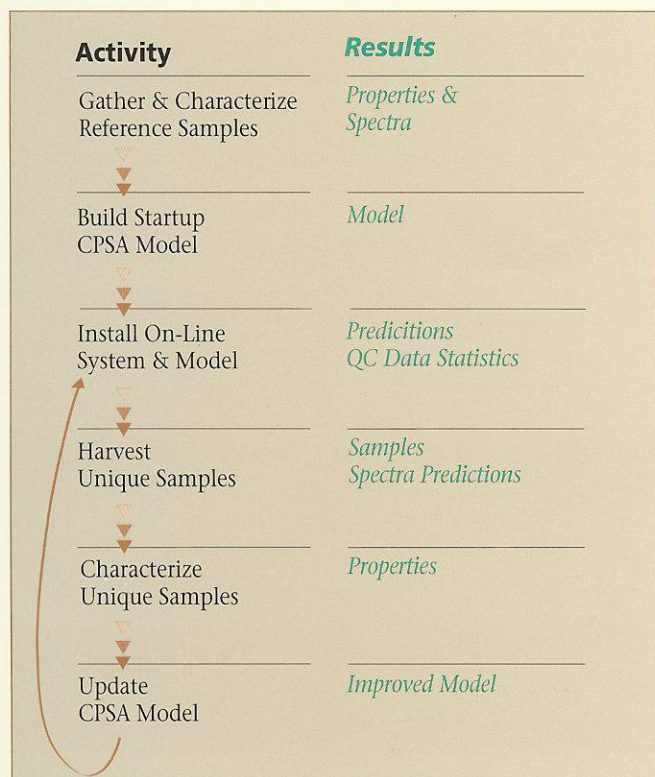 Activity
Results
Gather & Characterize
Reference Samples
Properties &
Spectra
Build Startup
CPSA Model
Model
Install On-Line
System & Model
Predicitions
QC Data Statistics
Harvest
Unique Samples
Samples
Spectra Predictions
Characterize
Unique Samples
Properties
Update
CPSA Model
Improved Model